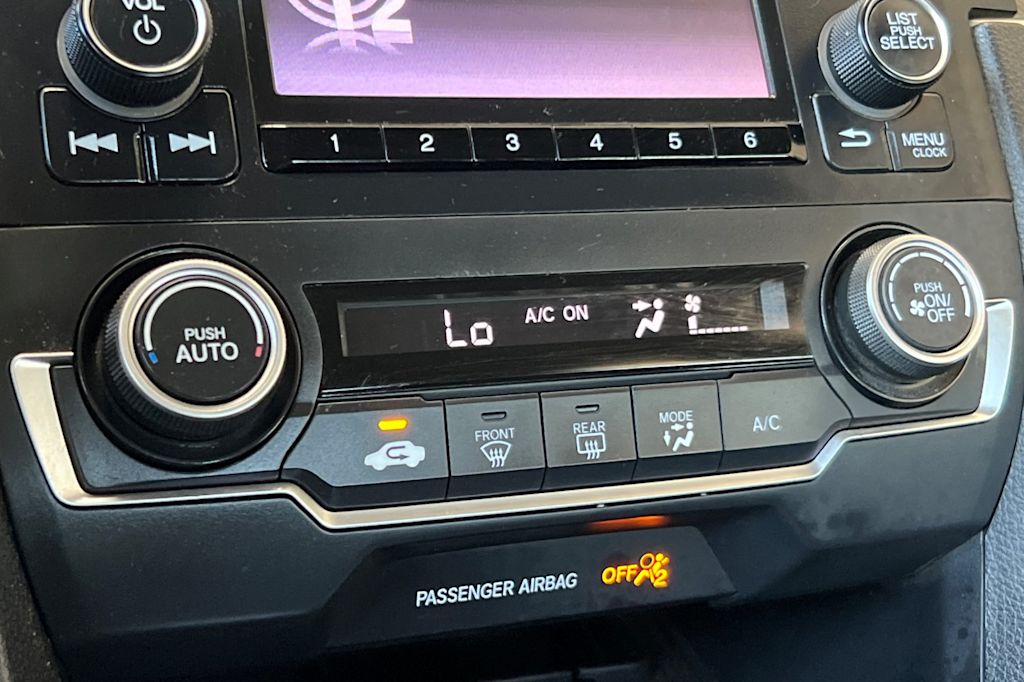 VOL
LIST
PUSH
SELECT
1 2 3 4 5 6
MENU
CLOCK
PUSH
AUTO
Lo A/C ON
PUSH
ON/
OFF
FRONT
REAR
MODE
A/C
PASSENGER AIRBAG OFF 2